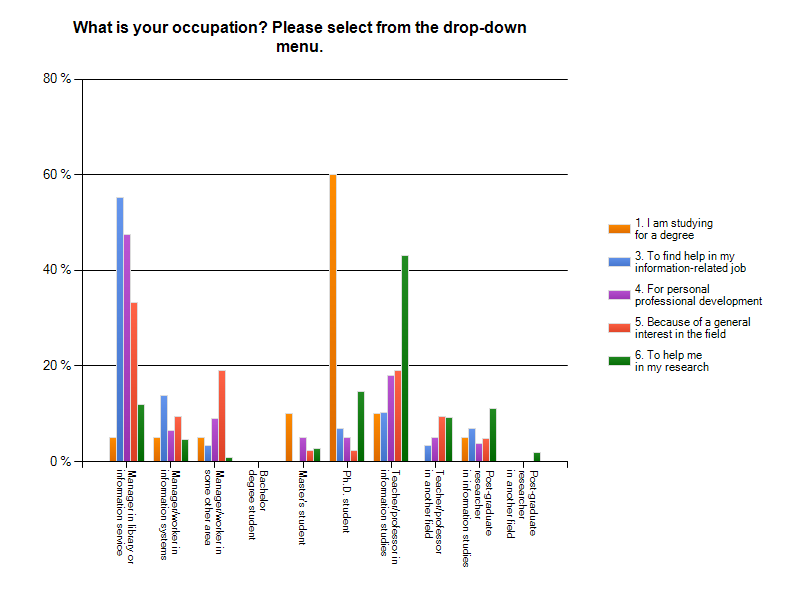 What is your occupation? Please select from the drop-down
menu.
80 %
60 %
40 %
20 %
0 %
Manager in library or
information service
Manager/worker in
information systems
Manager/worker in
some other area
Bachelor
degree student
Master's student
Ph.D. student
Teacher/professor in
information studies
Teacher/professor
in another field
Post-graduate
researcher
in information studies
Post-graduate
researcher
in another field
1. I am studying
for a degree
3. To find help in my
information-related job
4. For personal
professional development
5. Because of a general
interest in the field
6. To help me
in my research